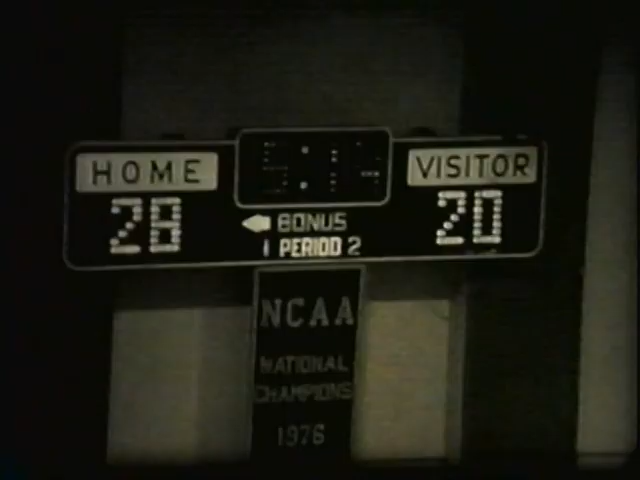 HOME
VISITOR
28
20
BONUS
1 PERIOD 2
NCAA
NATIONAL
CHAMPIONS
1976